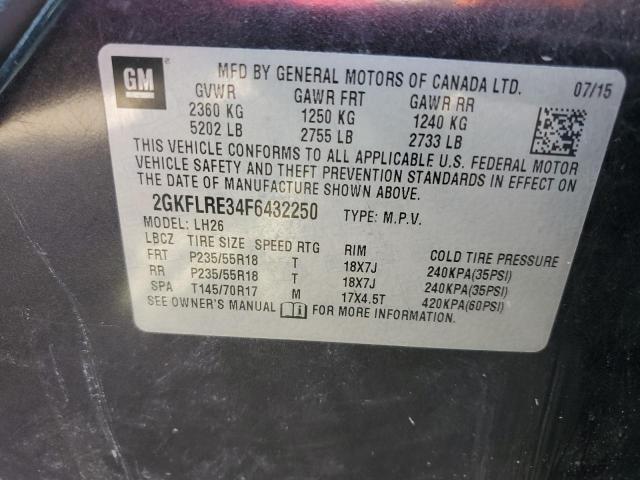 GM
MFD BY GENERAL MOTORS OF CANADA LTD. 07/15
GVWR GAWR FRT GAWR RR
2360 KG 1250 KG 1240 KG
5202 LB 2755 LB 2733 LB
THIS VEHICLE CONFORMS TO ALL APPLICABLE U.S. FEDERAL MOTOR
VEHICLE SAFETY AND THEFT PREVENTION STANDARDS IN EFFECT ON
THE DATE OF MANUFACTURE SHOWN ABOVE.
2GKFLRE34F6432250 TYPE: M.P.V.
MODEL: LH26
LBCZ TIRE SIZE SPEED RTG RIM COLD TIRE PRESSURE
FRT P235/55R18 T 18X7J 240KPA(35PSI)
RR P235/55R18 T 18X7J 240KPA(35PSI)
SPA T145/70R17 M 17X4.5T 420KPA(60PSI)
SEE OWNER'S MANUAL FOR MORE INFORMATION.